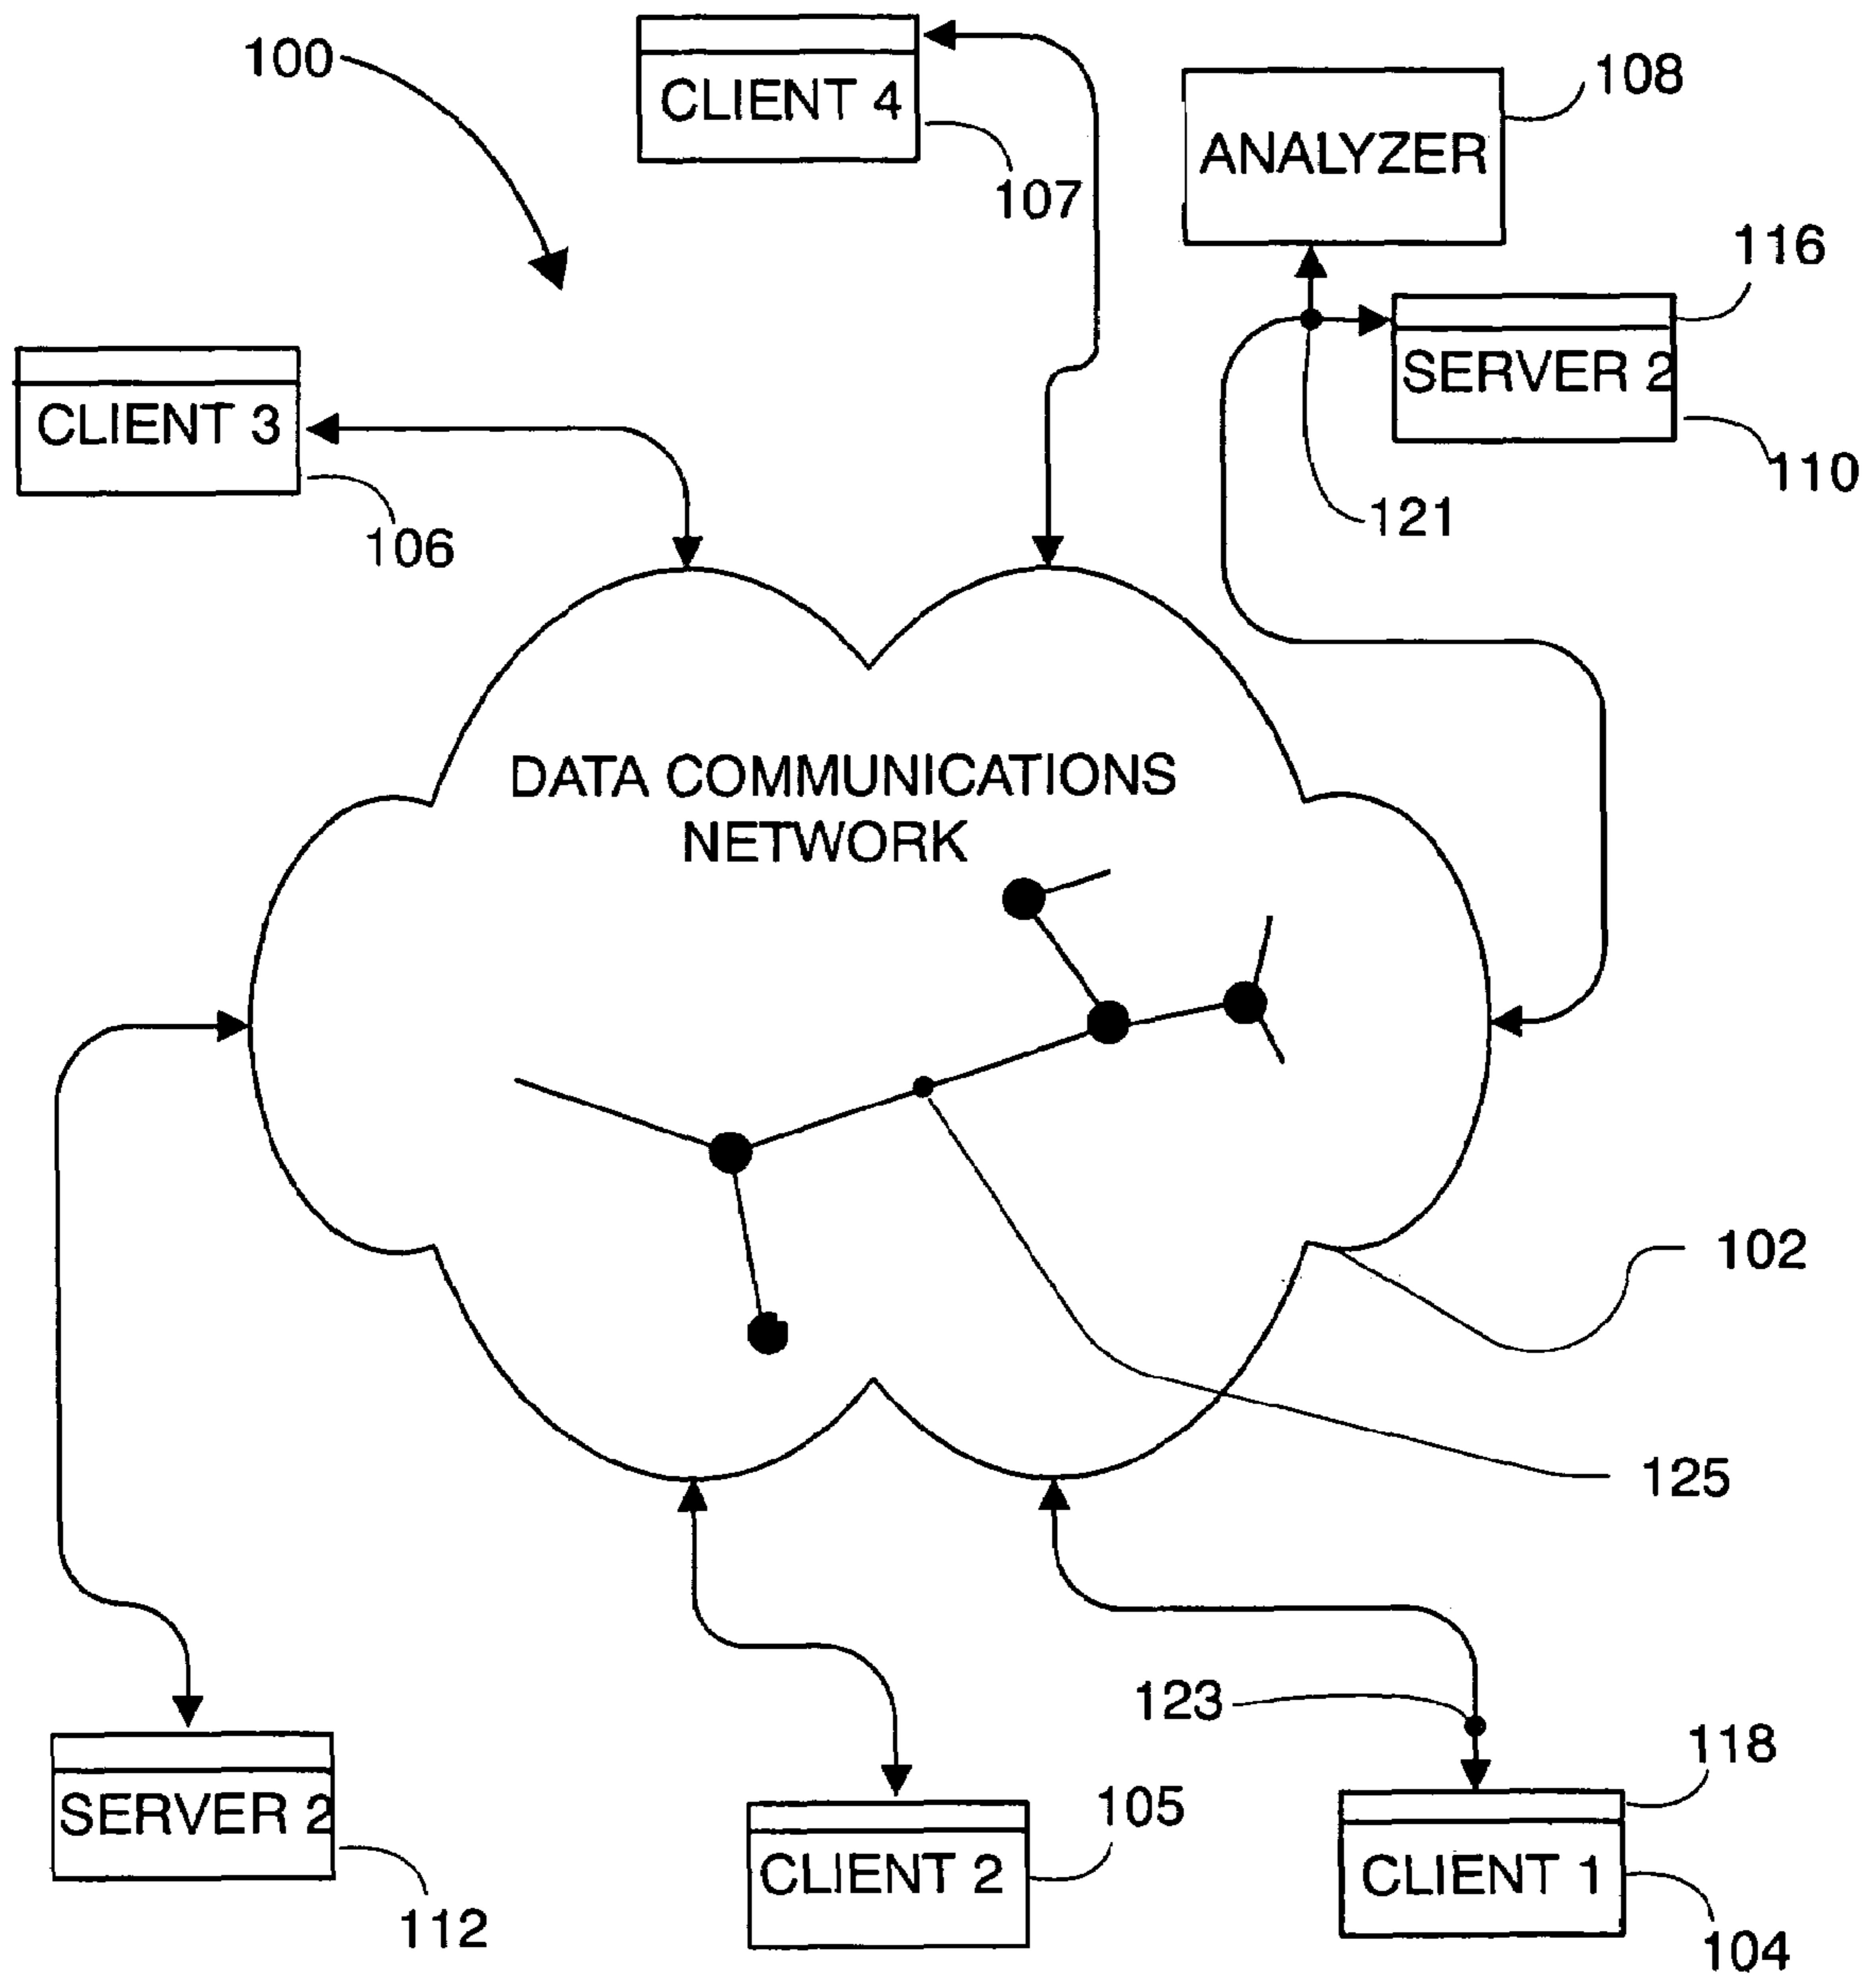 100
CLIENT 4
107
ANALYZER
108
116
SERVER 2
110
121
CLIENT 3
106
DATA COMMUNICATIONS
NETWORK
102
125
123
118
SERVER 2
112
CLIENT 2
105
CLIENT 1
104